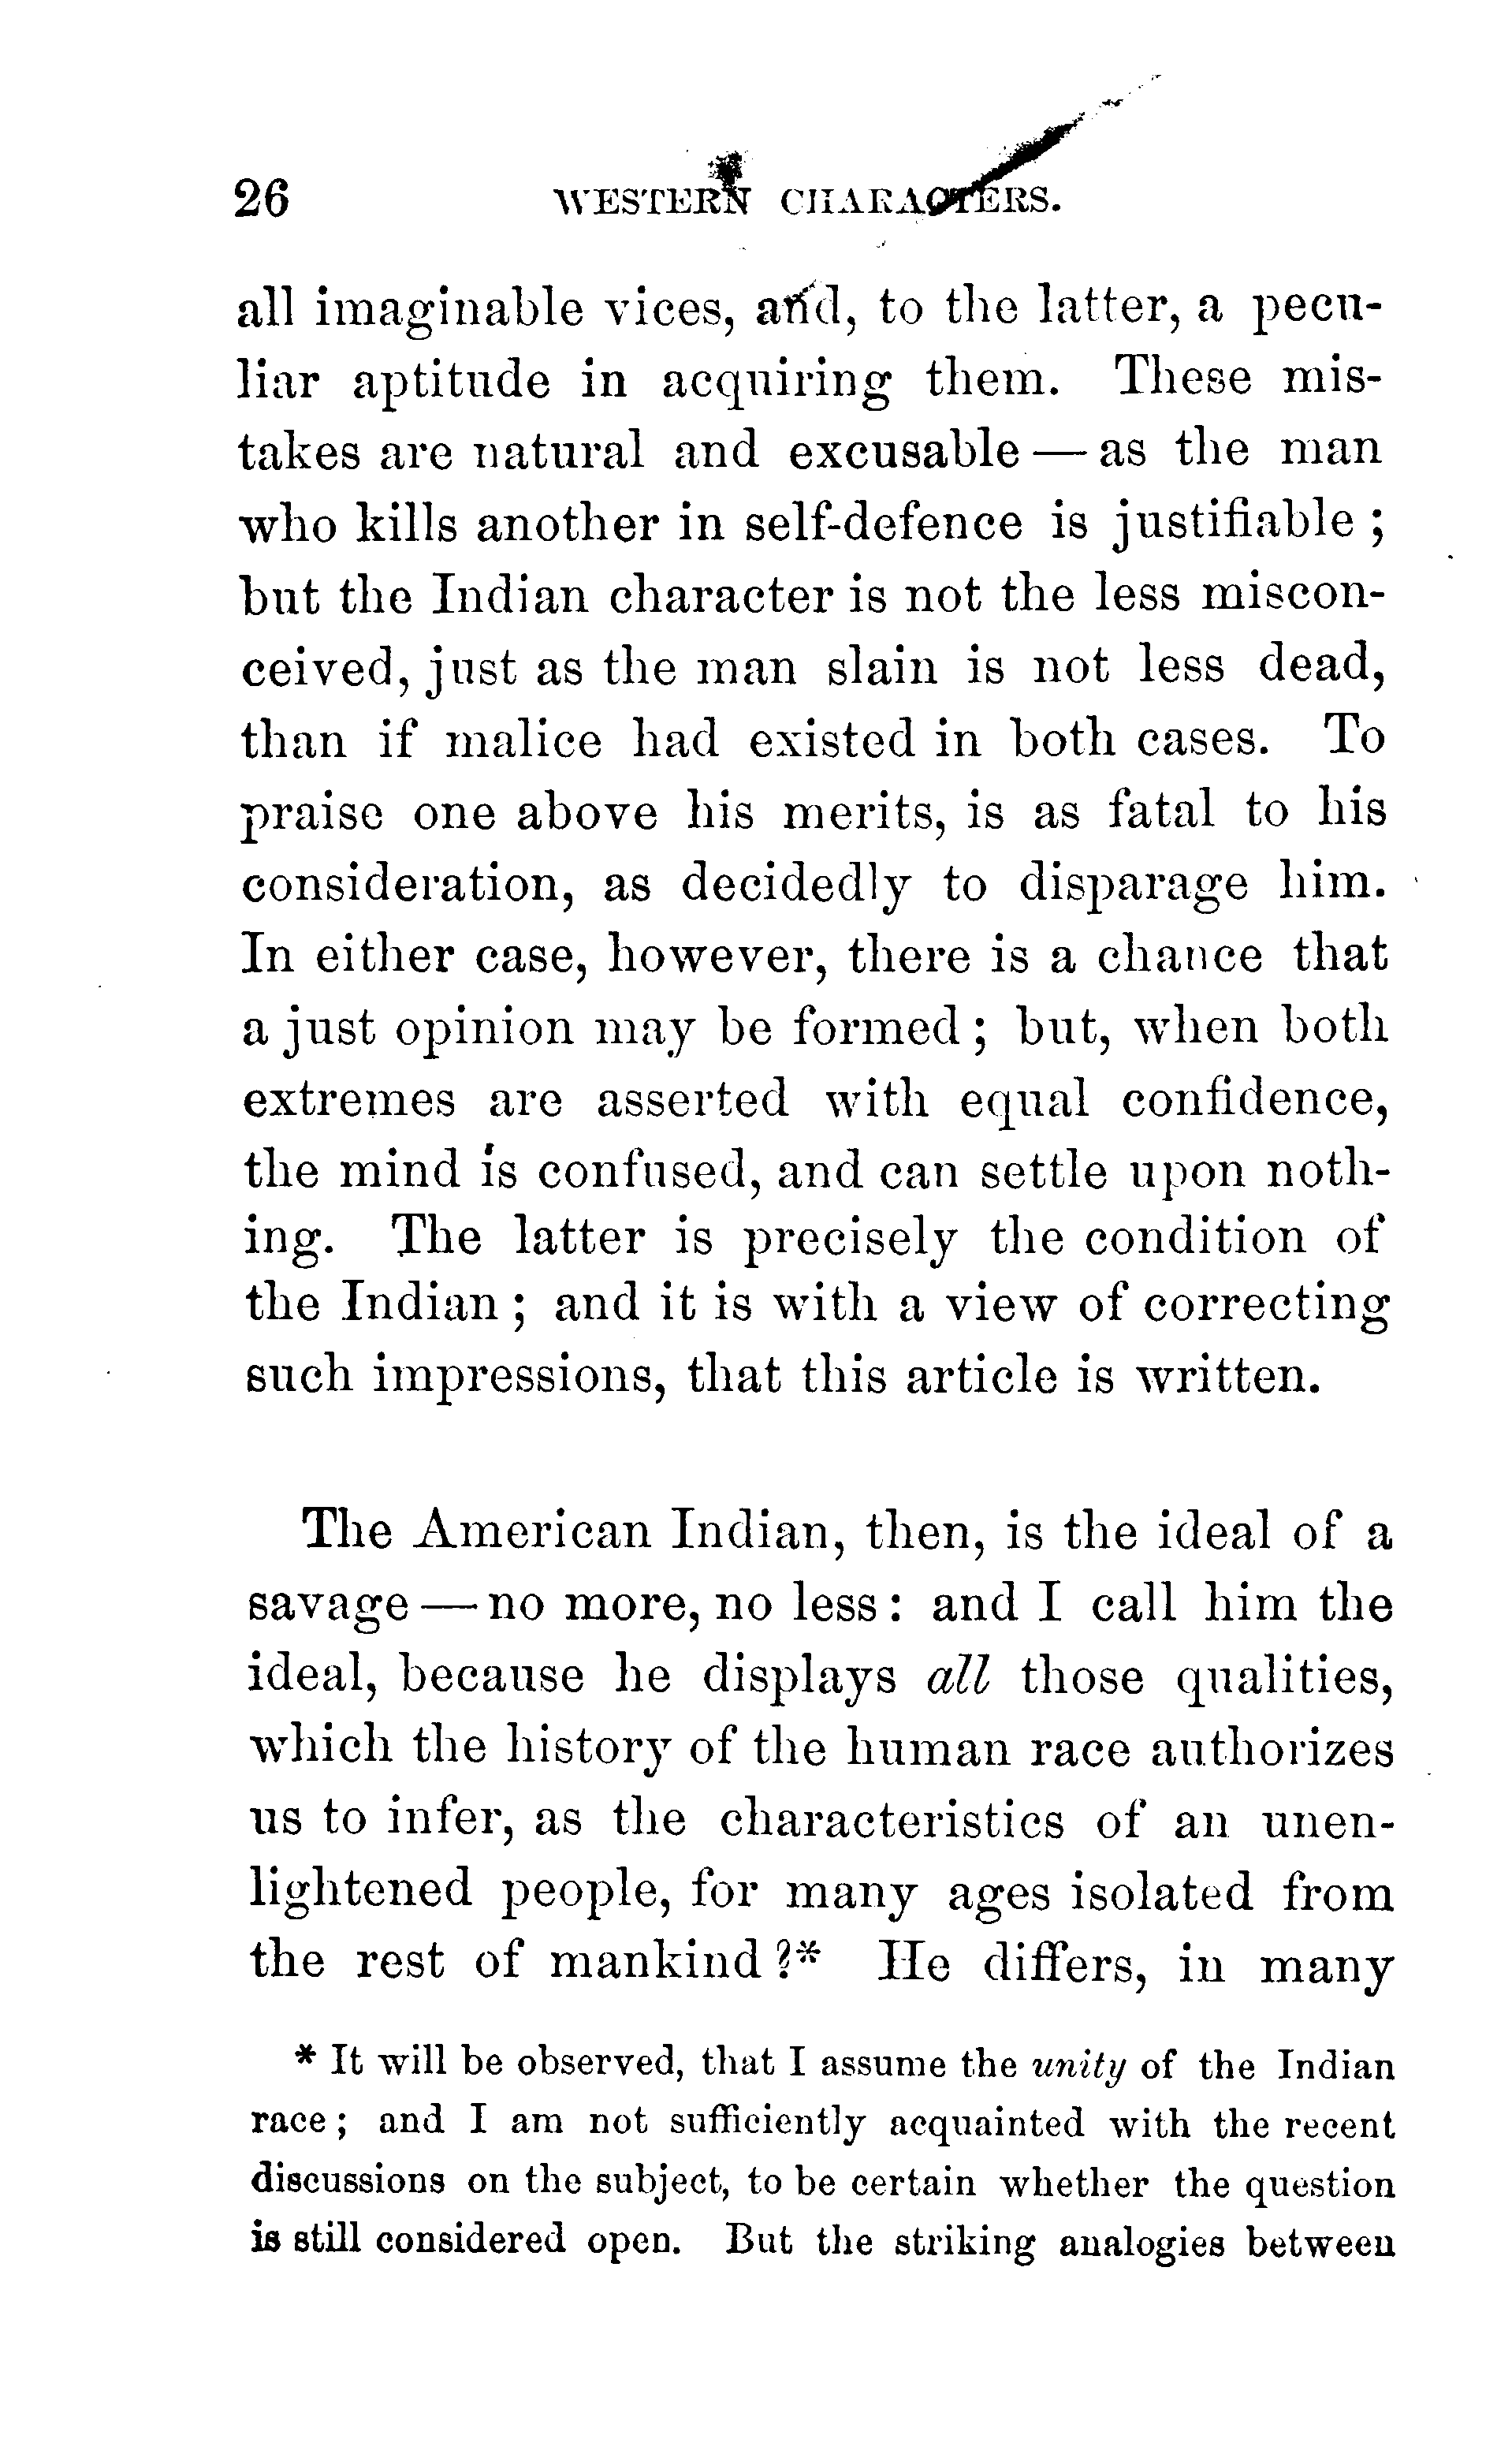 26 WESTERN CHARACTERS.
all imaginable vices, and, to the latter, a pecu-
liar aptitude in acquiring them. These mis-
takes are natural and excusable — as the man
who kills another in self-defence is justifiable ;
but the Indian character is not the less miscon-
ceived, just as the man slain is not less dead,
than if malice had existed in both cases. To
praise one above his merits, is as fatal to his
consideration, as decidedly to disparage him.
In either case, however, there is a chance that
a just opinion may be formed ; but, when both
extremes are asserted with equal confidence,
the mind is confused, and can settle upon noth-
ing. The latter is precisely the condition of
the Indian ; and it is with a view of correcting
such impressions, that this article is written.
The American Indian, then, is the ideal of a
savage — no more, no less : and I call him the
ideal, because he displays all those qualities,
which the history of the human race authorizes
us to infer, as the characteristics of an unen-
lightened people, for many ages isolated from
the rest of mankind ?* He differs, in many
* It will be observed, that I assume the unity of the Indian
race ; and I am not sufficiently acquainted with the recent
discussions on the subject, to be certain whether the question
is still considered open. But the striking analogies between